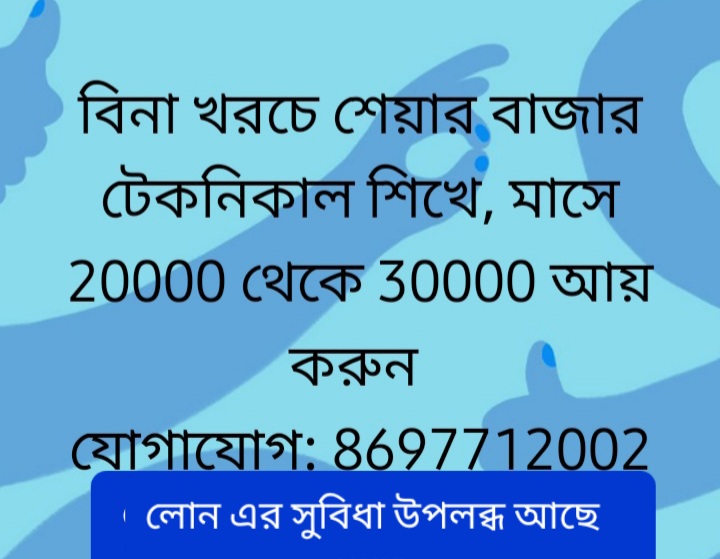 বিনা খরচে শেয়ার বাজার
টেকনিকাল শিখে, মাসে
20000 থেকে 30000 আয়
করুন
যোগাযোগ: 8697712002
লোন এর সুবিধা উপলব্ধ আছে